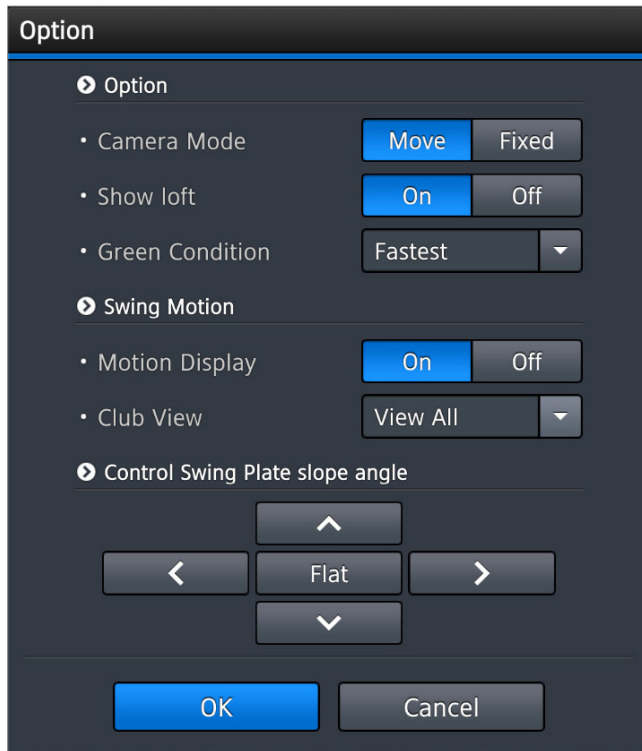 Option
Option
• Camera Mode Move Fixed
• Show loft On Off
• Green Condition Fastest
Swing Motion
• Motion Display On Off
• Club View View All
Control Swing Plate slope angle
Flat
OK Cancel